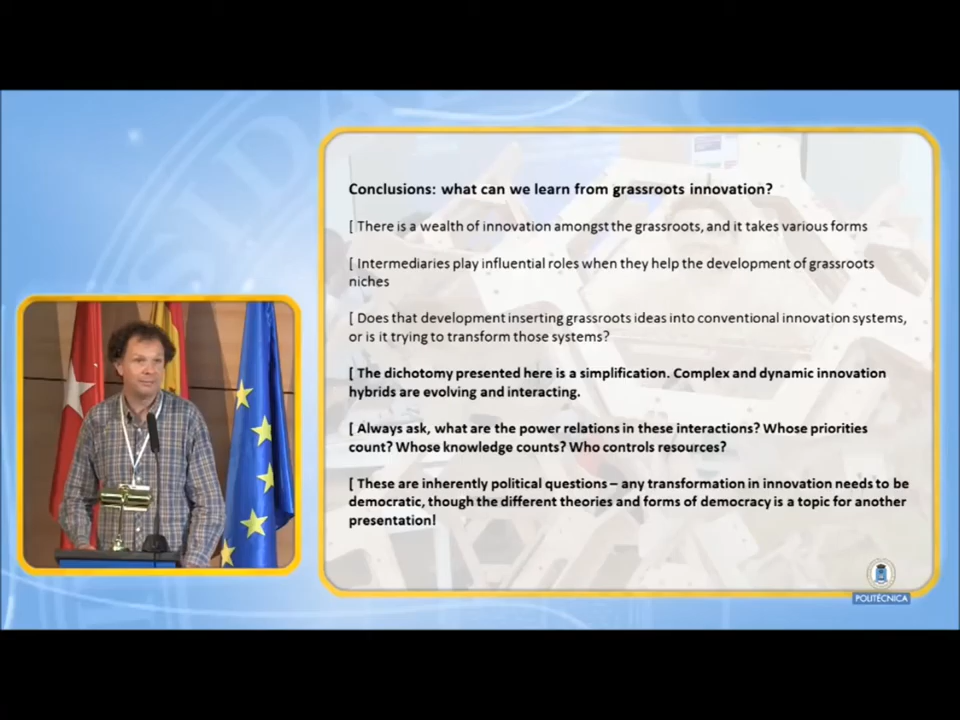 Conclusions: what can we learn from grassroots innovation?
[ There is a wealth of innovation amongst the grassroots, and it takes various forms
[ Intermediaries play influential roles when they help the development of grassroots
niches
[ Does that development inserting grassroots ideas into conventional innovation systems,
or is it trying to transform those systems?
[ The dichotomy presented here is a simplification. Complex and dynamic innovation
hybrids are evolving and interacting.
[ Always ask, what are the power relations in these interactions? Whose priorities
count? Whose knowledge counts? Who controls resources?
[ These are inherently political questions – any transformation in innovation needs to be
democratic, though the different theories and forms of democracy is a topic for another
presentation!
POLITÉCNICA